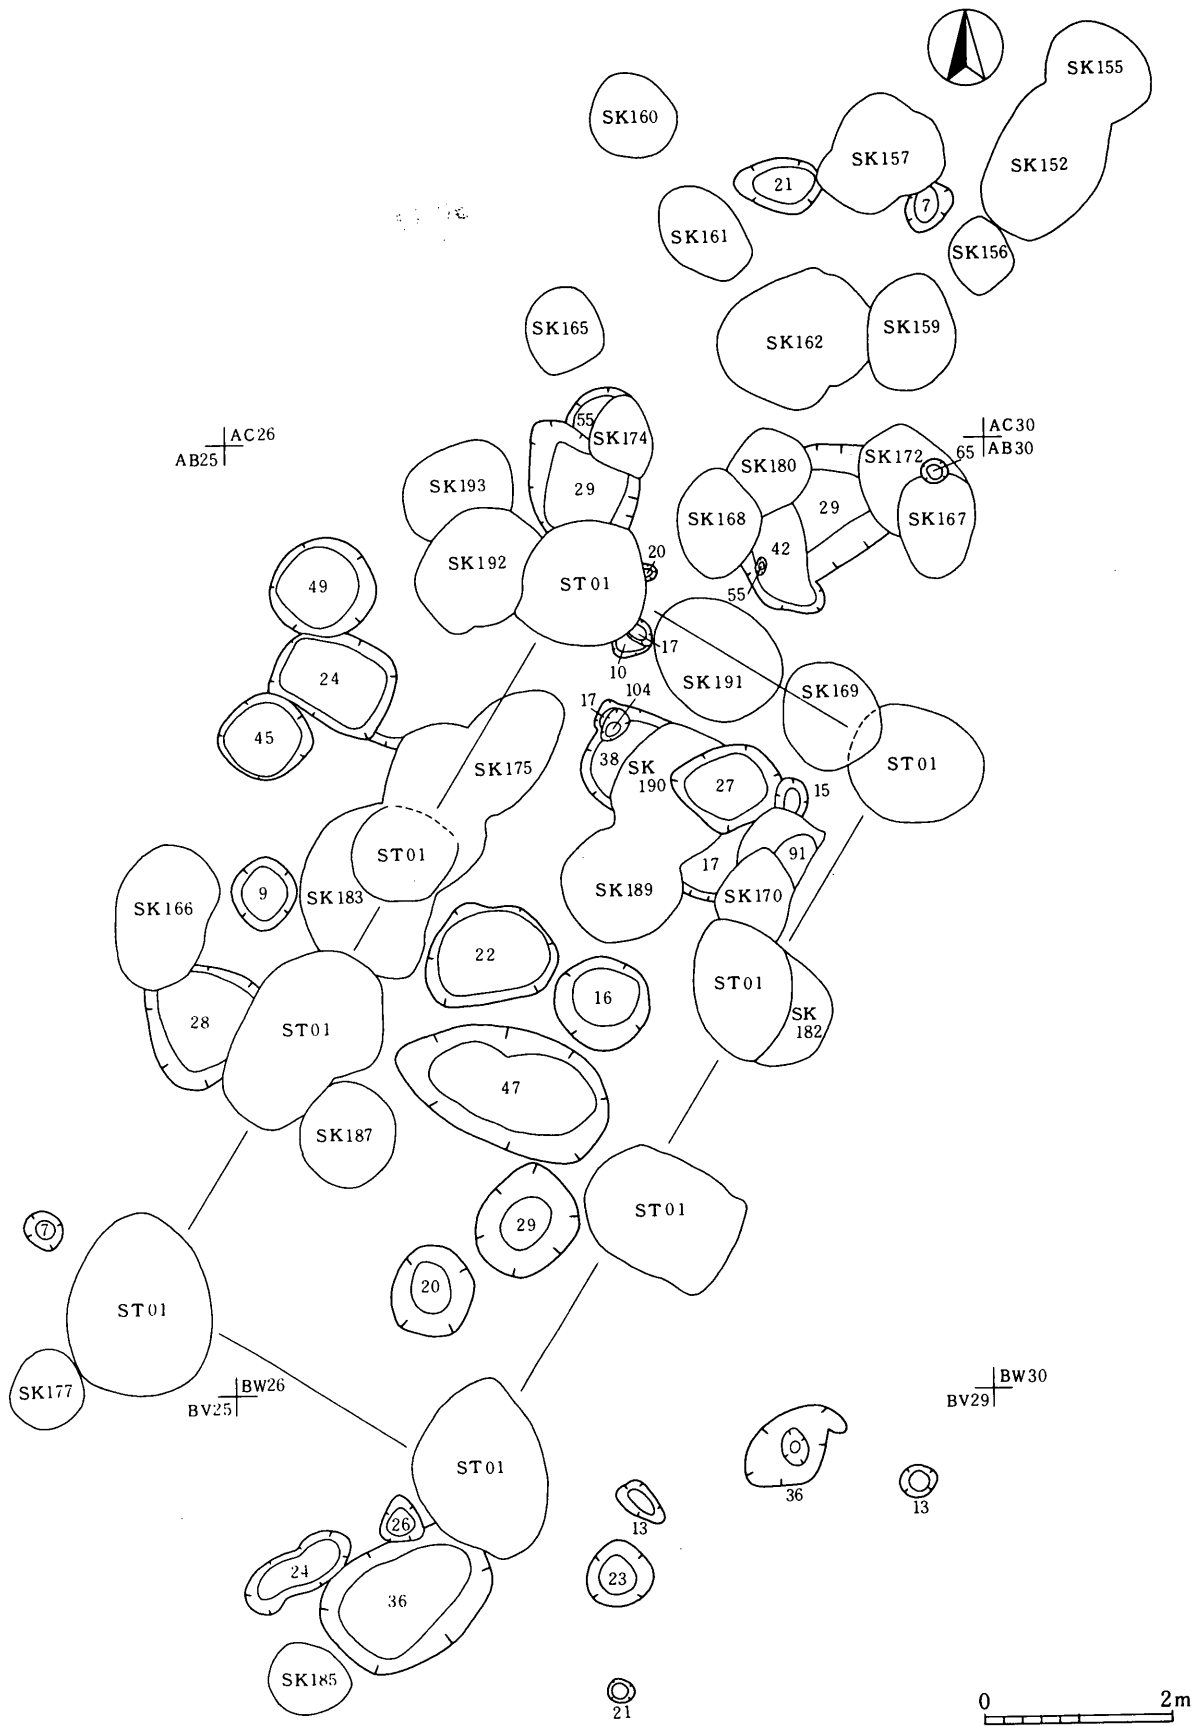 SK155
SK160
SK157
SK152
21
7
SK161
SK156
SK165
SK159
SK162
55
SK174
AC26
AB25
AC30
AB30
SK172
65
SK180
SK193
29
29
SK168
SK167
42
20
SK192
ST01
49
55
17
10
24
SK191
SK169
17
104
45
38
SK
190
SK175
27
ST01
15
ST01
91
17
9
SK183
SK189
SK170
SK166
22
ST01
16
SK
182
28
ST01
47
SK187
ST01
29
7
20
ST01
SK177
BW26
BV25
BW30
BV29
ST01
36
13
13
26
24
23
36
SK185
21
0 2m